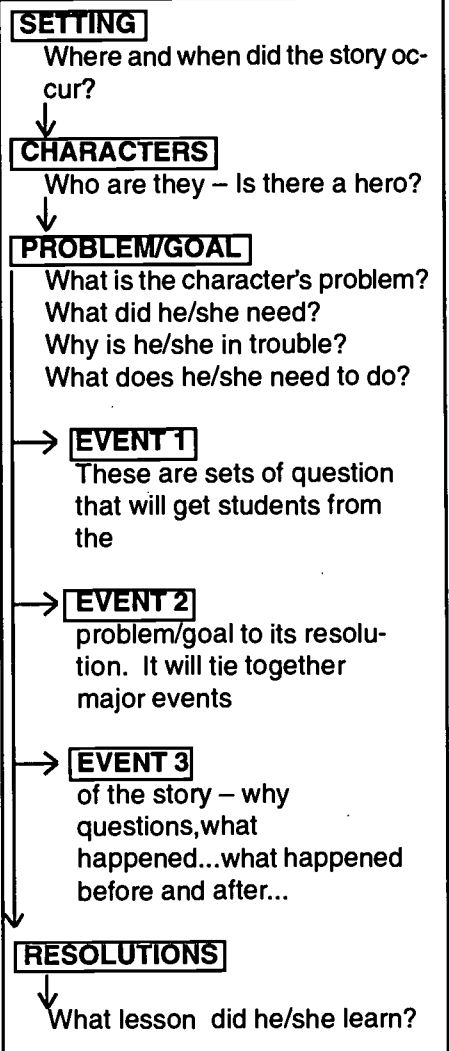 SETTING
Where and when did the story oc-
cur?
CHARACTERS
Who are they – Is there a hero?
PROBLEM/GOAL
What is the character's problem?
What did he/she need?
Why is he/she in trouble?
What does he/she need to do?
EVENT 1
These are sets of question
that will get students from
the
EVENT 2
problem/goal to its resolu-
tion. It will tie together
major events
EVENT 3
of the story – why
questions,what
happened...what happened
before and after...
RESOLUTIONS
What lesson did he/she learn?